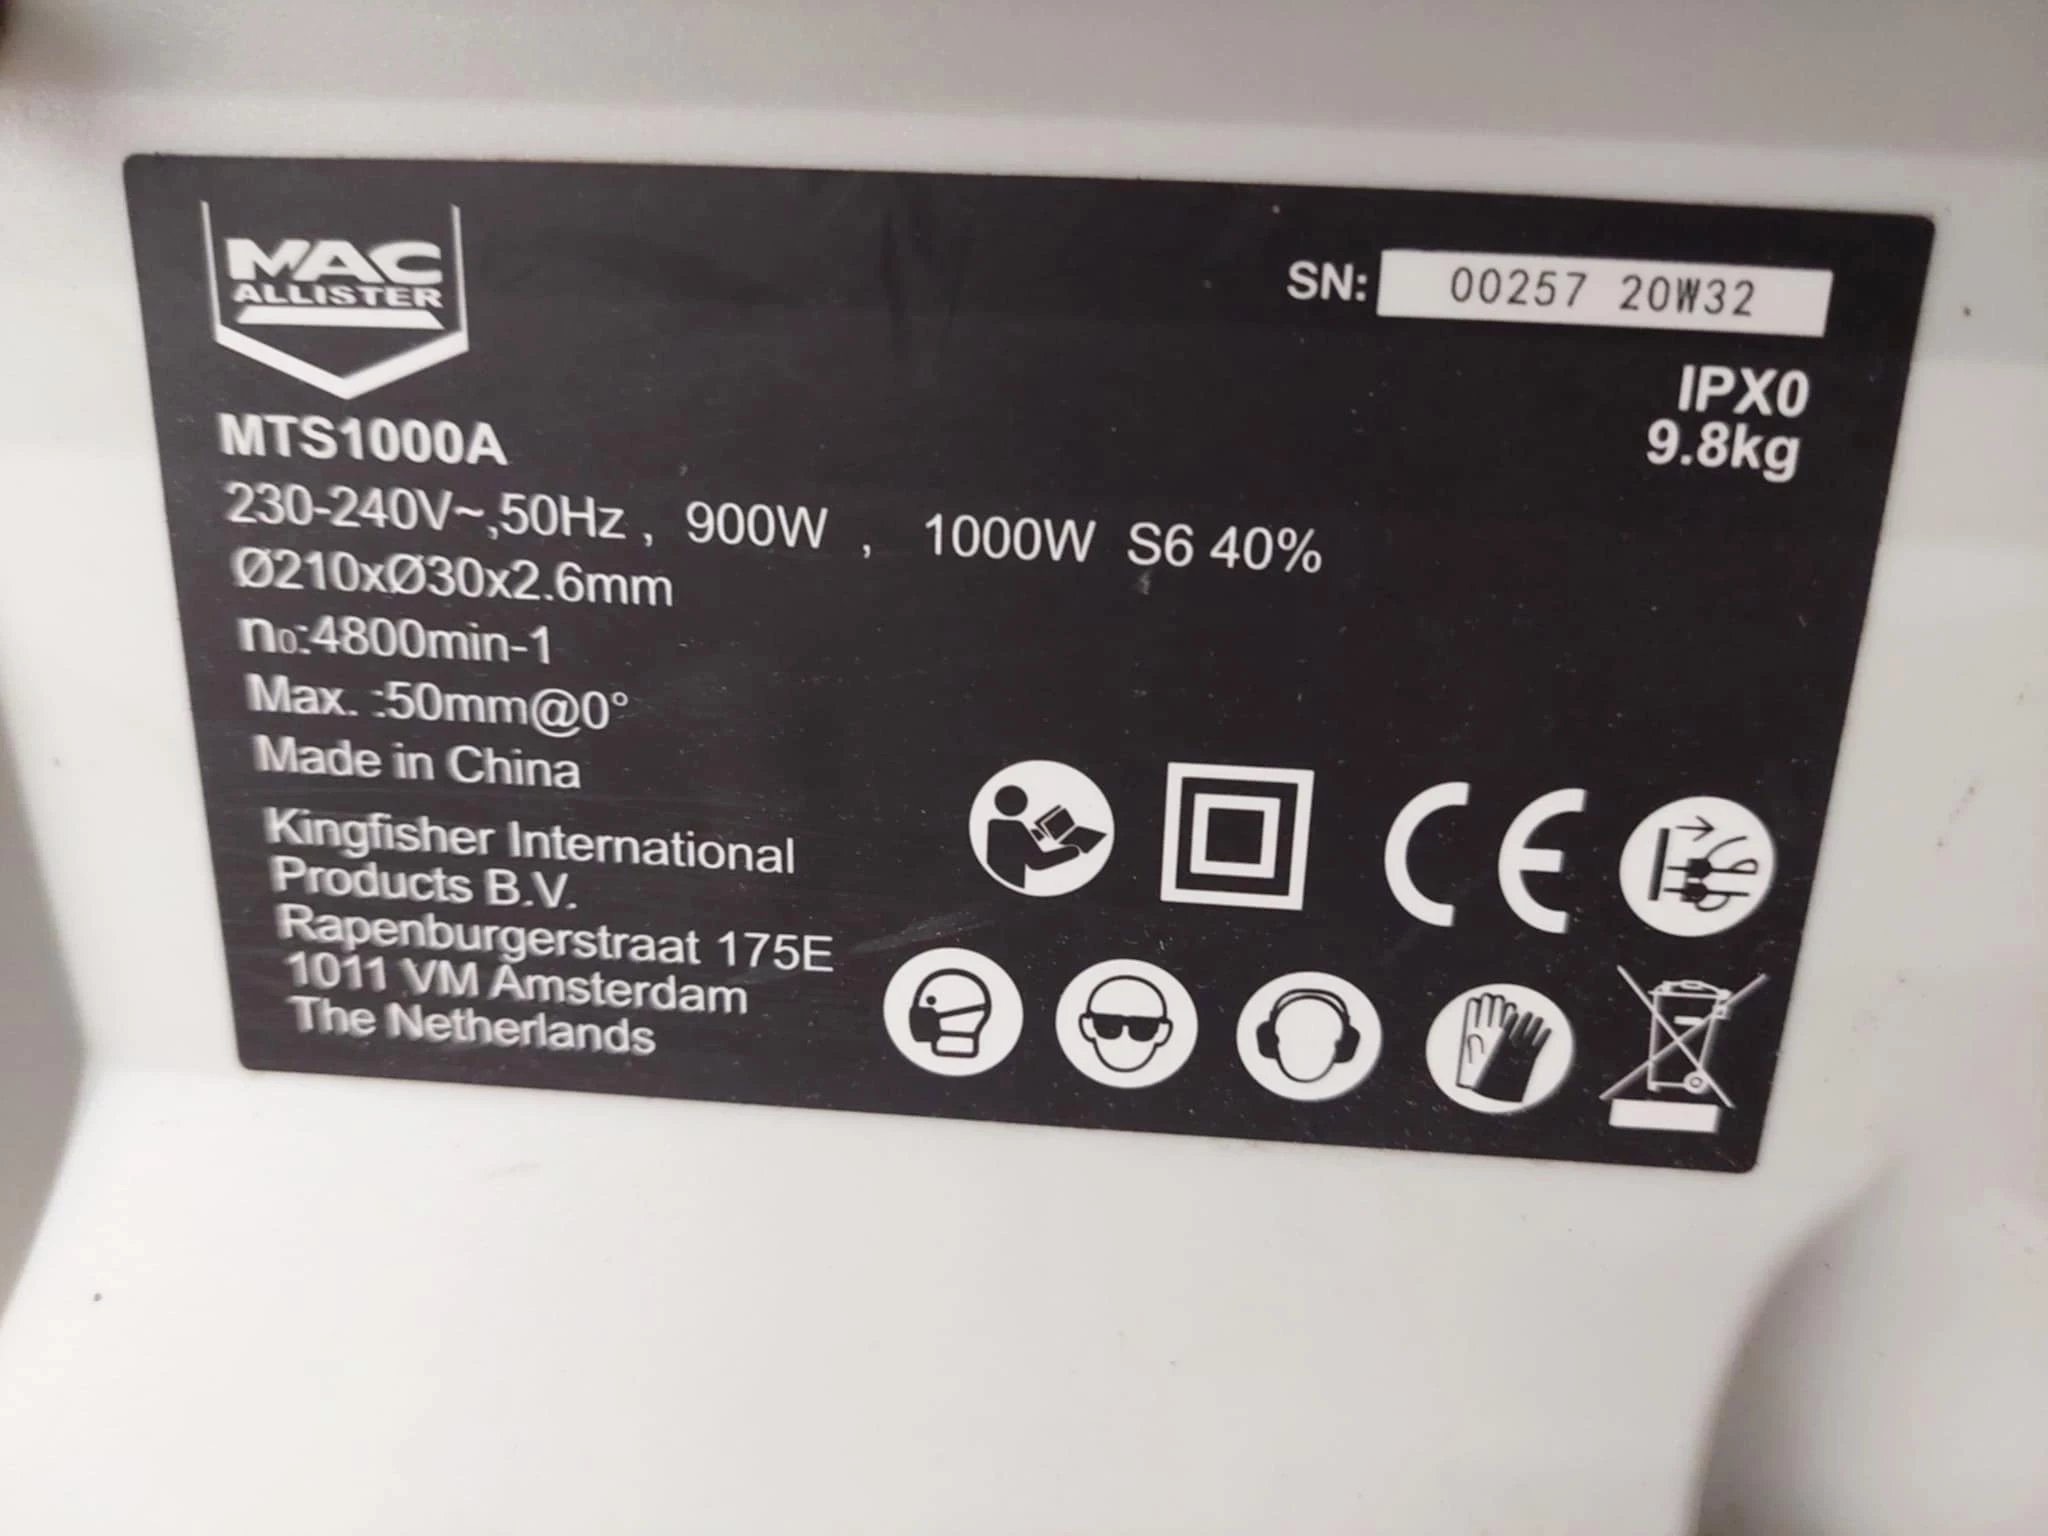 MAC
ALLISTER
SN: 00257 20W32
IPX0
9.8kg
MTS1000A
230-240V~,50Hz , 900W , 1000W S6 40%
Ø210xØ30x2.6mm
n₀:4800min-1
Max. :50mm@0°
Made in China
Kingfisher International
Products B.V.
Rapenburgerstraat 175E
1011 VM Amsterdam
The Netherlands
CE